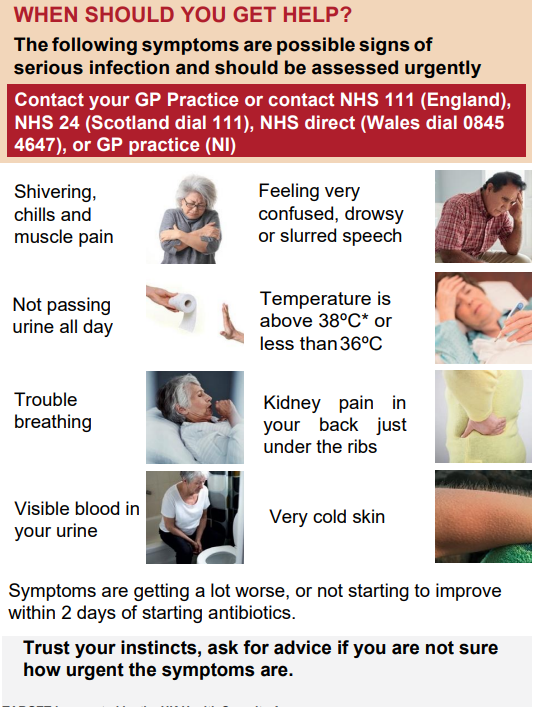 WHEN SHOULD YOU GET HELP?
The following symptoms are possible signs of
serious infection and should be assessed urgently
Contact your GP Practice or contact NHS 111 (England),
NHS 24 (Scotland dial 111), NHS direct (Wales dial 0845
4647), or GP practice (NI)
Shivering,
chills and
muscle pain
Feeling very
confused, drowsy
or slurred speech
Not passing
urine all day
Temperature is
above 38ºC* or
less than 36ºC
Trouble
breathing
Kidney pain in
your back just
under the ribs
Visible blood in
your urine
Very cold skin
Symptoms are getting a lot worse, or not starting to improve
within 2 days of starting antibiotics.
Trust your instincts, ask for advice if you are not sure
how urgent the symptoms are.